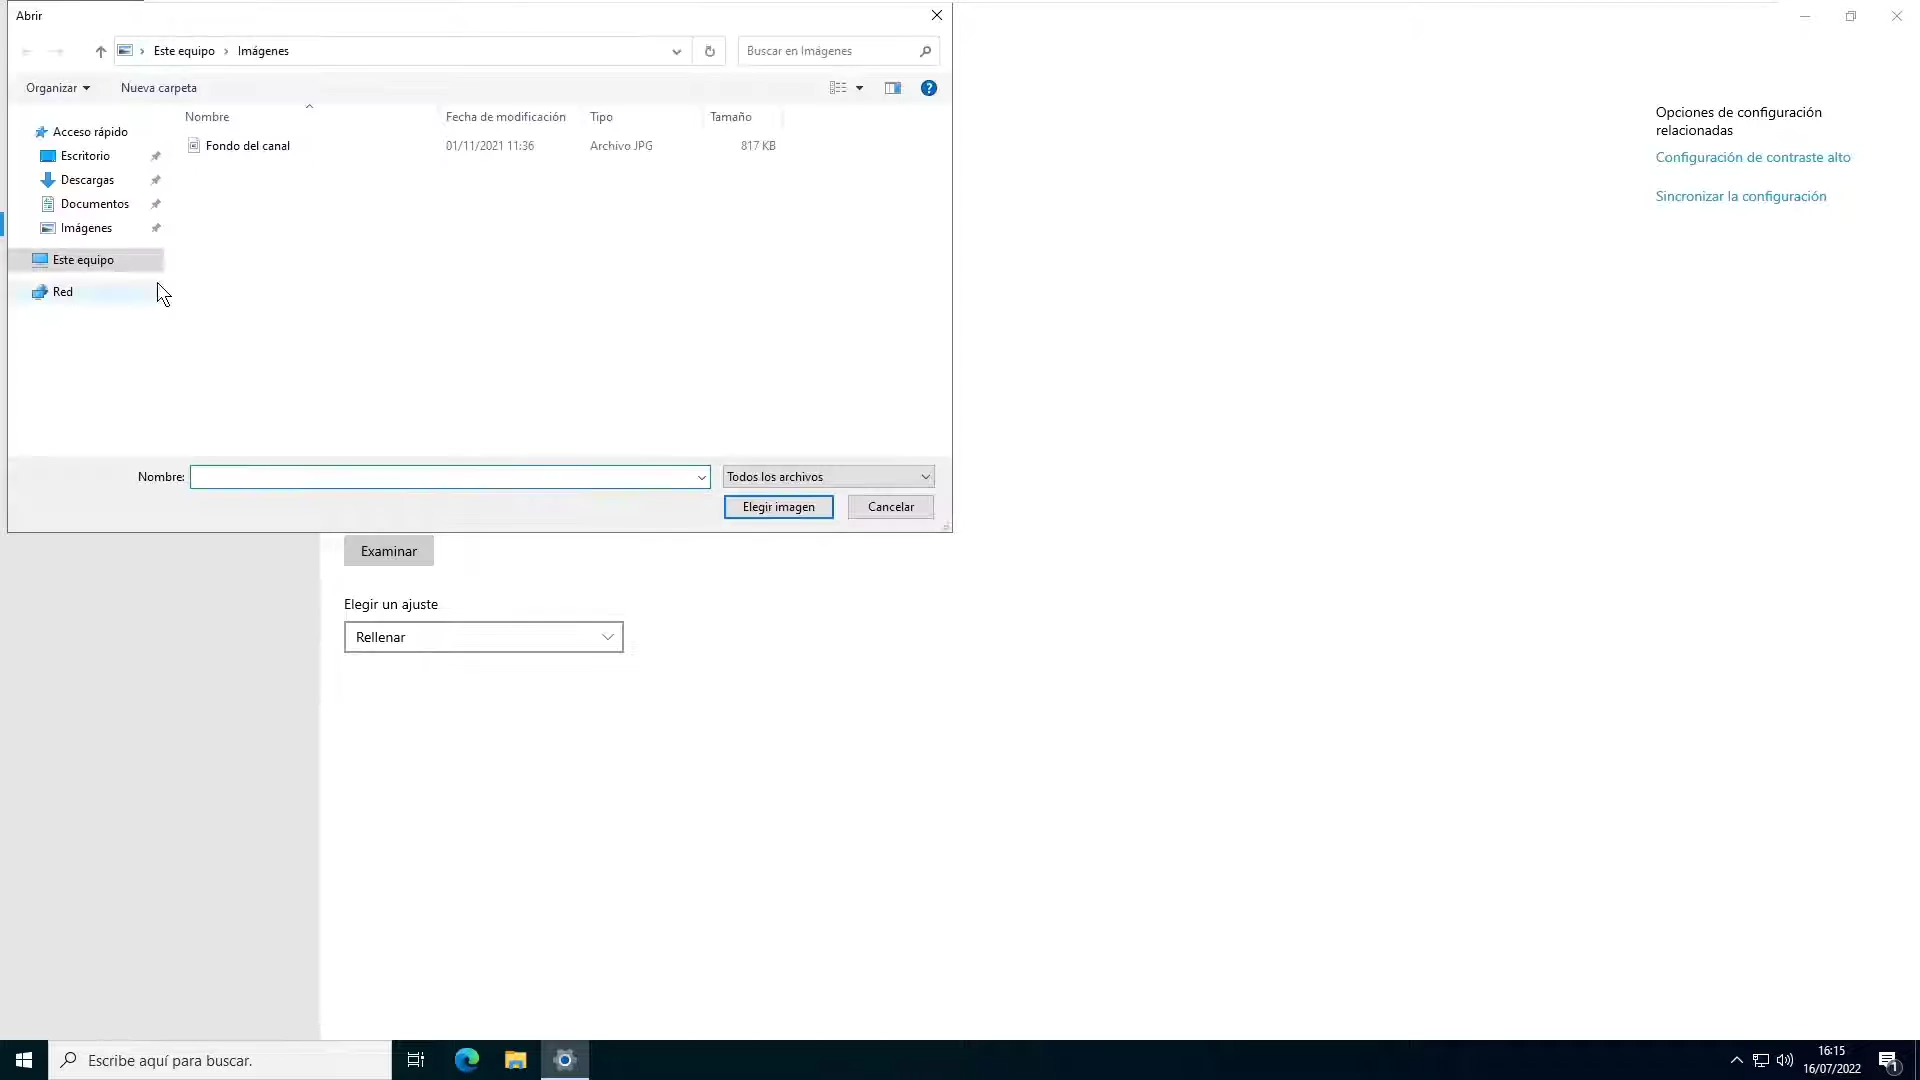 Abrir
Este equipo › Imágenes
Buscar en Imágenes
Organizar
Nueva carpeta
Nombre
Fecha de modificación
Tipo
Tamaño
Fondo del canal
01/11/2021 11:36
Archivo JPG
817 KB
Acceso rápido
Escritorio
Descargas
Documentos
Imágenes
Este equipo
Red
Nombre:
Todos los archivos
Elegir imagen
Cancelar
Opciones de configuración
relacionadas
Configuración de contraste alto
Sincronizar la configuración
Examinar
Elegir un ajuste
Rellenar
Escribe aquí para buscar.
16:15
16/07/2022
1